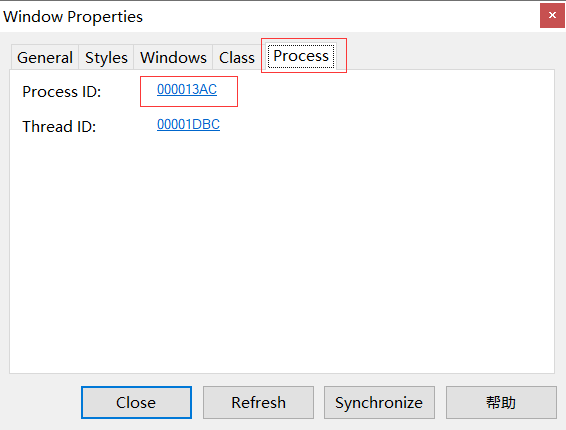 Window Properties
General Styles Windows Class Process
Process ID: 000013AC
Thread ID: 00001DBC
Close Refresh Synchronize 帮助